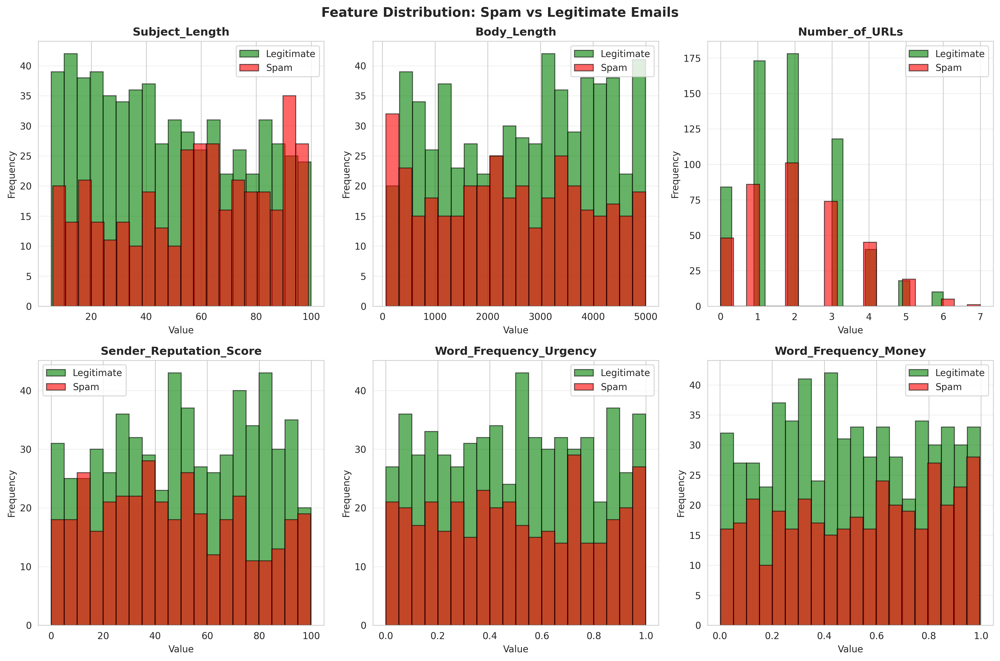 Feature Distribution: Spam vs Legitimate Emails
Subject_Length
Legitimate
Spam
Frequency
40
35
30
25
20
15
10
5
0
20 40 60 80 100
Value
Body_Length
Legitimate
Spam
Frequency
40
35
30
25
20
15
10
5
0
0 1000 2000 3000 4000 5000
Value
Number_of_URLs
Legitimate
Spam
Frequency
175
150
125
100
75
50
25
0
0 1 2 3 4 5 6 7
Value
Sender_Reputation_Score
Legitimate
Spam
Frequency
40
30
20
10
0
0 20 40 60 80 100
Value
Word_Frequency_Urgency
Legitimate
Spam
Frequency
40
30
20
10
0
0.0 0.2 0.4 0.6 0.8 1.0
Value
Word_Frequency_Money
Legitimate
Spam
Frequency
40
35
30
25
20
15
10
5
0
0.0 0.2 0.4 0.6 0.8 1.0
Value